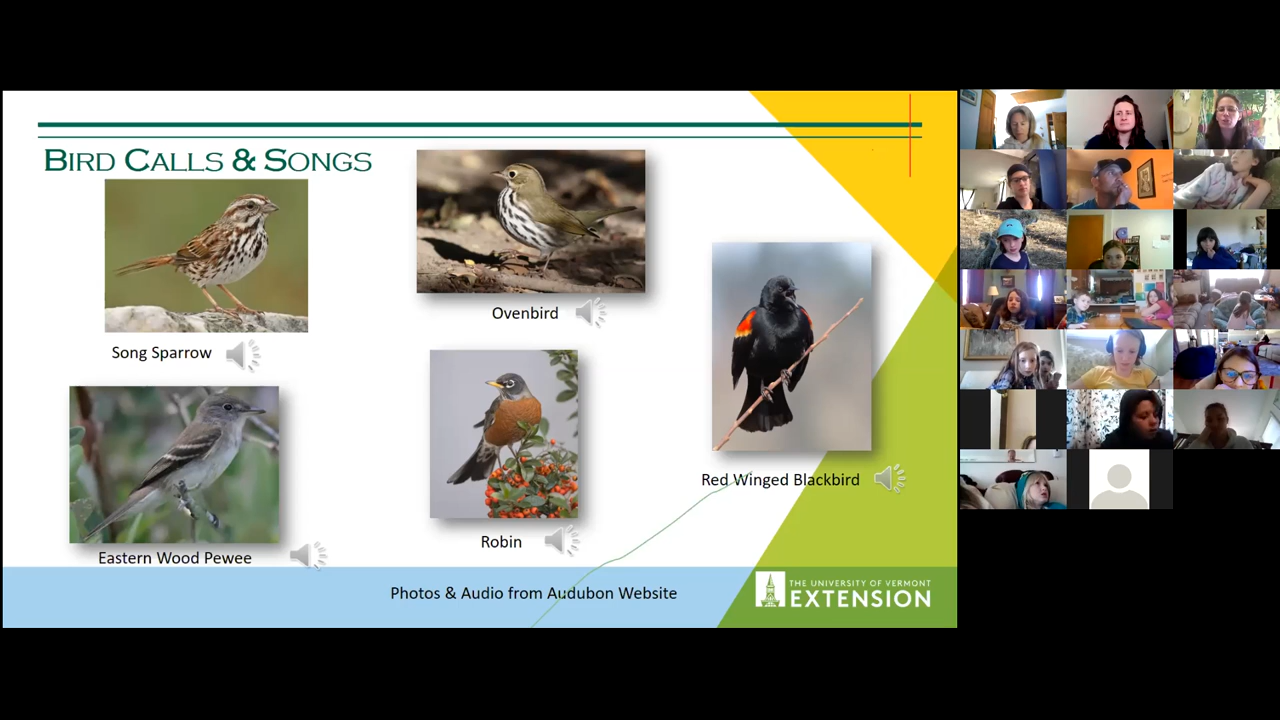 BIRD CALLS & SONGS
Song Sparrow
Ovenbird
Eastern Wood Pewee
Robin
Red Winged Blackbird
Photos & Audio from Audubon Website
THE UNIVERSITY OF VERMONT
EXTENSION